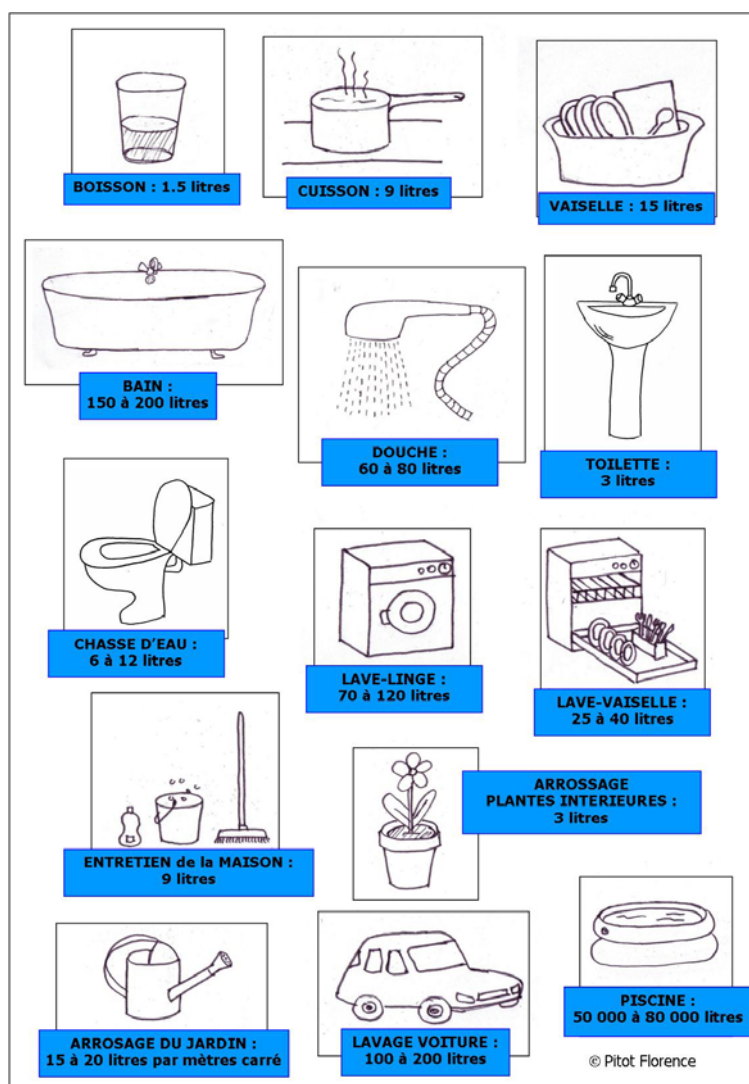 BOISSON : 1.5 litres
CUISSON : 9 litres
VAISELLE : 15 litres
BAIN :
150 à 200 litres
DOUCHE :
60 à 80 litres
TOILETTE :
3 litres
CHASSE D'EAU :
6 à 12 litres
LAVE-LINGE :
70 à 120 litres
LAVE-VAISELLE :
25 à 40 litres
ENTRETIEN de la MAISON :
9 litres
ARROSSAGE
PLANTES INTERIEURES :
3 litres
ARROSAGE DU JARDIN :
15 à 20 litres par mètres carré
LAVAGE VOITURE :
100 à 200 litres
PISCINE :
50 000 à 80 000 litres
© Pitot Florence